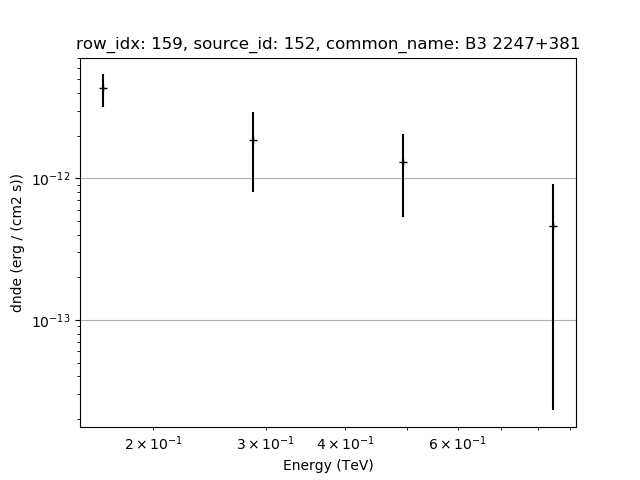 row_idx: 159, source_id: 152, common_name: B3 2247+381
dnde (erg / (cm2 s))
10⁻¹²
10⁻¹³
2 × 10⁻¹ 3 × 10⁻¹ 4 × 10⁻¹ 6 × 10⁻¹
Energy (TeV)